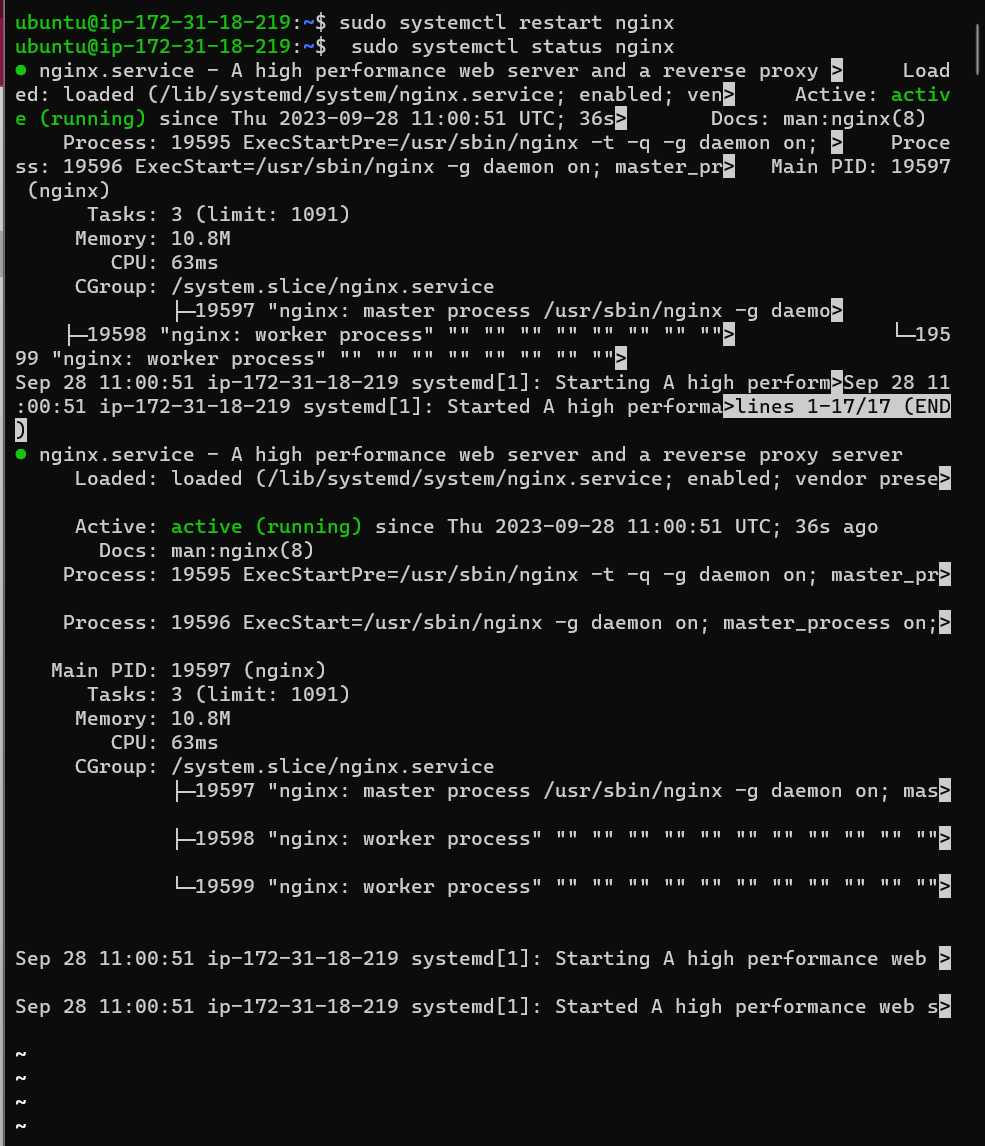 ubuntu@ip-172-31-18-219:~$ sudo systemctl restart nginx
ubuntu@ip-172-31-18-219:~$  sudo systemctl status nginx
● nginx.service - A high performance web server and a reverse proxy >     Load
ed: loaded (/lib/systemd/system/nginx.service; enabled; ven>     Active: activ
e (running) since Thu 2023-09-28 11:00:51 UTC; 36s>       Docs: man:nginx(8)
    Process: 19595 ExecStartPre=/usr/sbin/nginx -t -q -g daemon on; >    Proce
ss: 19596 ExecStart=/usr/sbin/nginx -g daemon on; master_pr>   Main PID: 19597
 (nginx)
      Tasks: 3 (limit: 1091)
     Memory: 10.8M
        CPU: 63ms
     CGroup: /system.slice/nginx.service
             ├─19597 "nginx: master process /usr/sbin/nginx -g daemo>
    ├─19598 "nginx: worker process" "" "" "" "" "" "" "" "">             └─195
99 "nginx: worker process" "" "" "" "" "" "" "" "">
Sep 28 11:00:51 ip-172-31-18-219 systemd[1]: Starting A high perform>Sep 28 11
:00:51 ip-172-31-18-219 systemd[1]: Started A high performa>lines 1-17/17 (END
)
● nginx.service - A high performance web server and a reverse proxy server
     Loaded: loaded (/lib/systemd/system/nginx.service; enabled; vendor prese>
     Active: active (running) since Thu 2023-09-28 11:00:51 UTC; 36s ago
       Docs: man:nginx(8)
    Process: 19595 ExecStartPre=/usr/sbin/nginx -t -q -g daemon on; master_pr>
    Process: 19596 ExecStart=/usr/sbin/nginx -g daemon on; master_process on;>
   Main PID: 19597 (nginx)
      Tasks: 3 (limit: 1091)
     Memory: 10.8M
        CPU: 63ms
     CGroup: /system.slice/nginx.service
             ├─19597 "nginx: master process /usr/sbin/nginx -g daemon on; mas>
             ├─19598 "nginx: worker process" "" "" "" "" "" "" "" "" "" "" "">
             └─19599 "nginx: worker process" "" "" "" "" "" "" "" "" "" "" "">
Sep 28 11:00:51 ip-172-31-18-219 systemd[1]: Starting A high performance web >
Sep 28 11:00:51 ip-172-31-18-219 systemd[1]: Started A high performance web s>
~
~
~
~